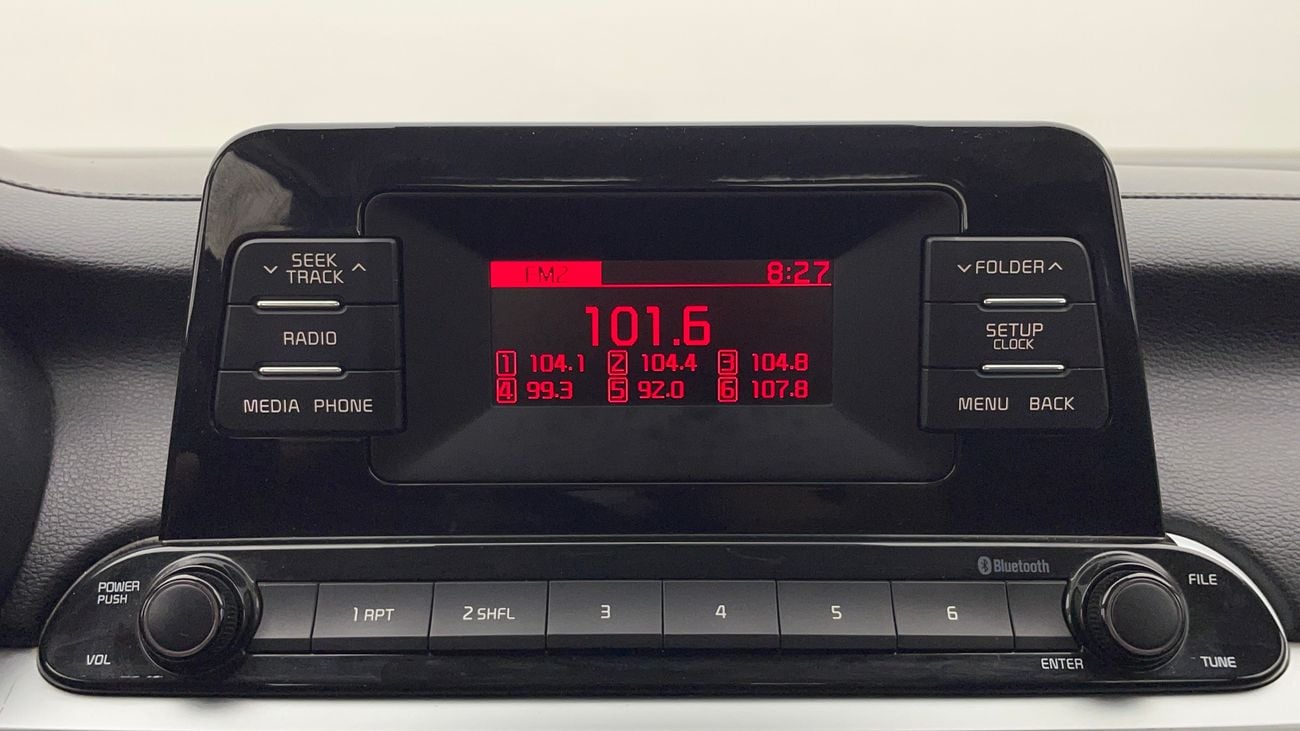 SEEK
TRACK
RADIO
MEDIA PHONE
FM2 8:27
101.6
1 104.1 2 104.4 3 104.8
4 99.3 5 92.0 6 107.8
FOLDER
SETUP
CLOCK
MENU BACK
Bluetooth
POWER
PUSH
VOL
1 RPT 2 SHFL 3 4 5 6
FILE
ENTER TUNE